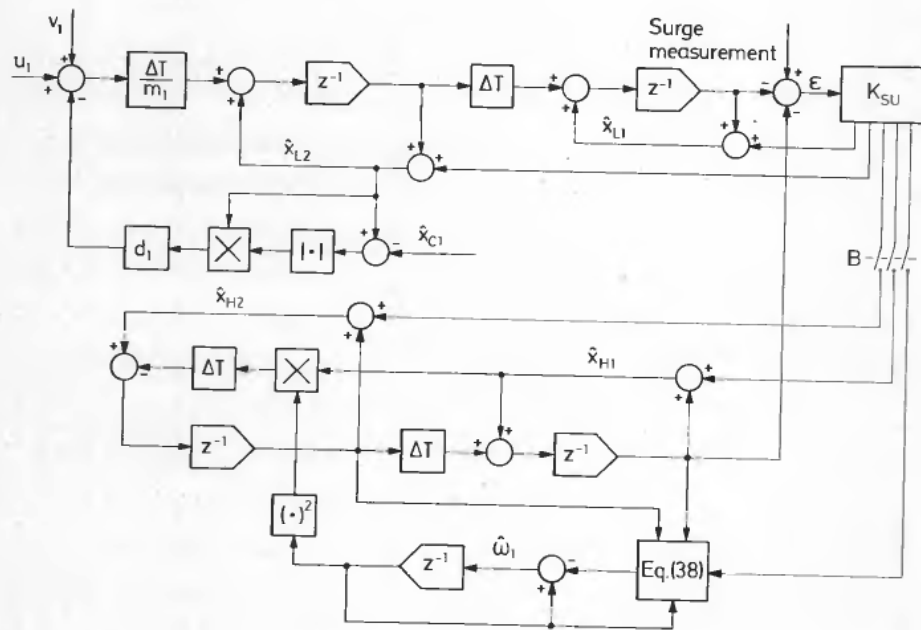 v₁
u₁
ΔT
m₁
z⁻¹
ΔT
z⁻¹
Surge
measurement
ε
K_SU
x̂_L2
x̂_L1
d₁
|•|
x̂_C1
B
x̂_H2
ΔT
x̂_H1
z⁻¹
ΔT
z⁻¹
(•)²
z⁻¹
ω̂₁
Eq.(38)